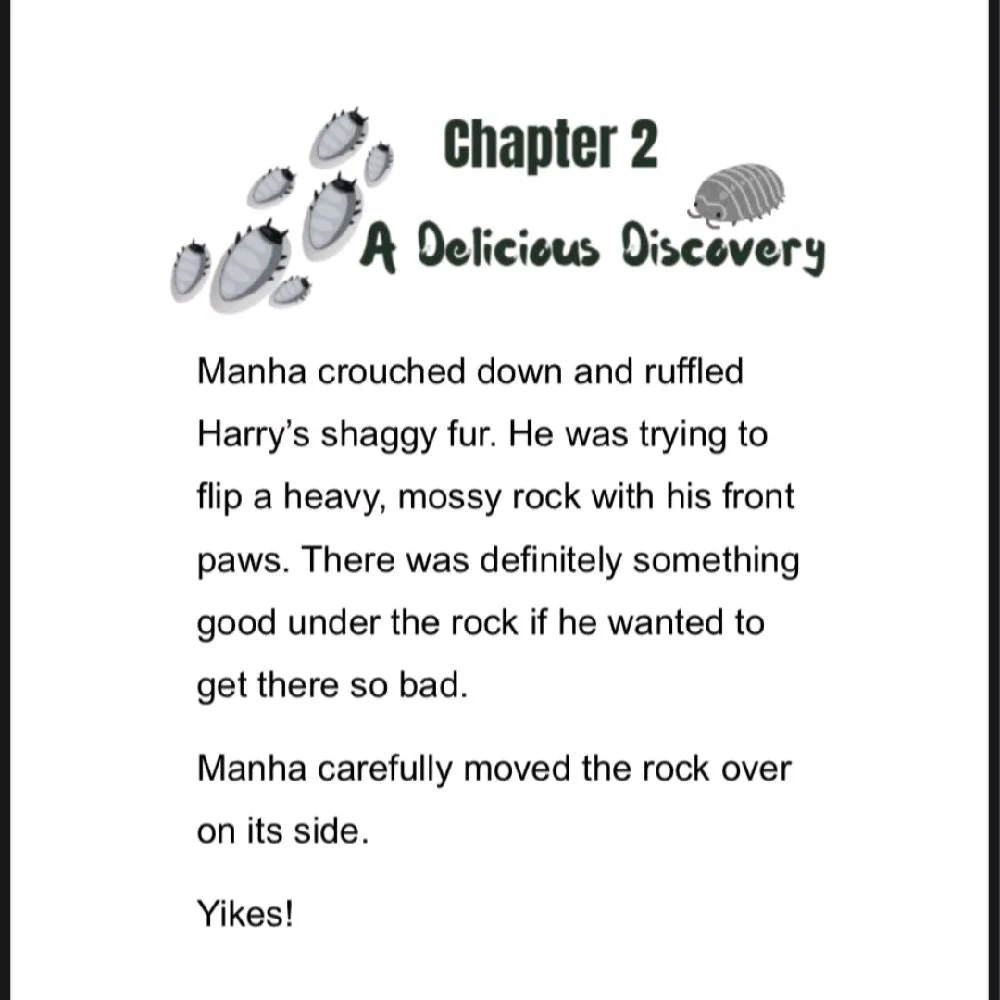 Chapter 2
A Delicious Discovery
Manha crouched down and ruffled
Harry’s shaggy fur. He was trying to
flip a heavy, mossy rock with his front
paws. There was definitely something
good under the rock if he wanted to
get there so bad.
Manha carefully moved the rock over
on its side.
Yikes!